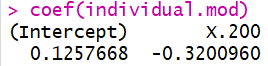 > coef(individual.mod)
(Intercept) X.200
0.1257668 -0.3200960